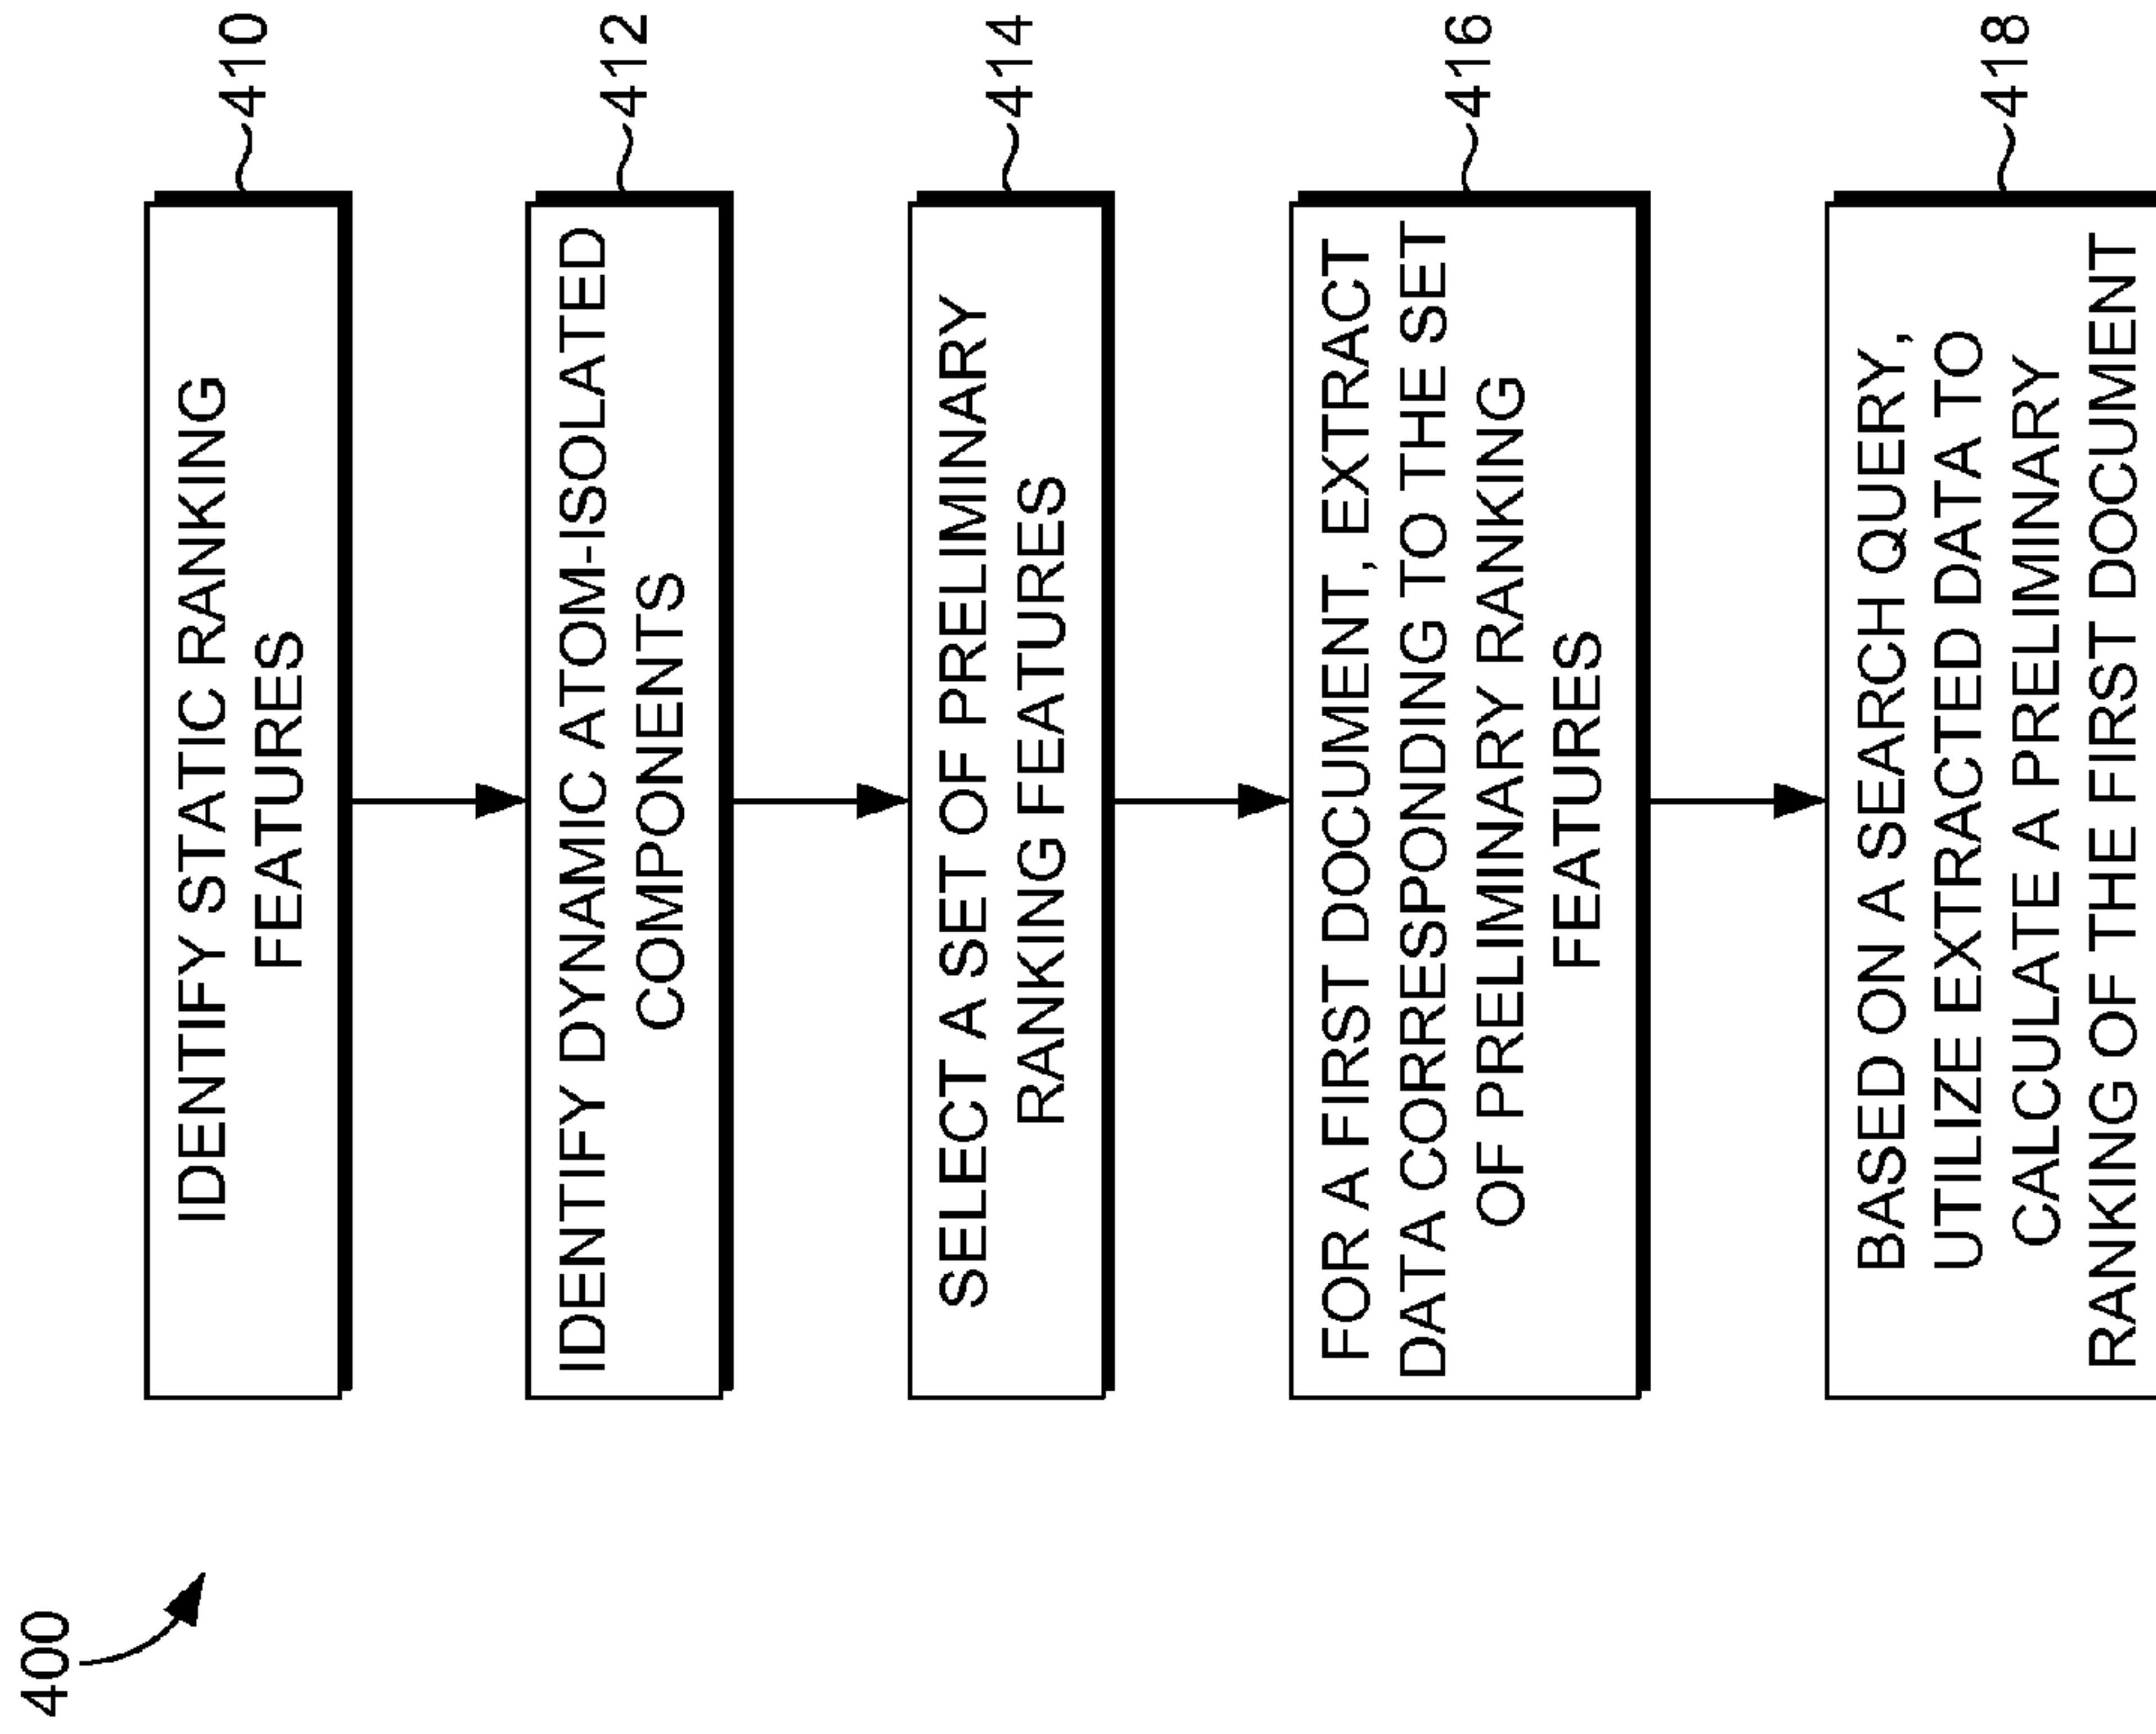 400
IDENTIFY STATIC RANKING
FEATURES
410
IDENTIFY DYNAMIC ATOM-ISOLATED
COMPONENTS
412
SELECT A SET OF PRELIMINARY
RANKING FEATURES
414
FOR A FIRST DOCUMENT, EXTRACT
DATA CORRESPONDING TO THE SET
OF PRELIMINARY RANKING
FEATURES
416
BASED ON A SEARCH QUERY,
UTILIZE EXTRACTED DATA TO
CALCULATE A PRELIMINARY
RANKING OF THE FIRST DOCUMENT
418